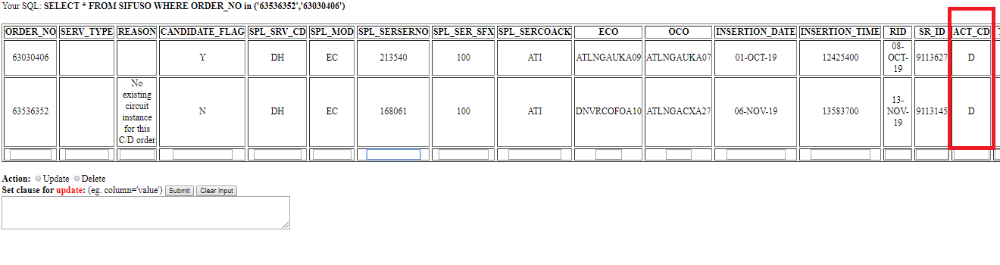 Your SQL: SELECT * FROM SIFUSO WHERE ORDER_NO in ('63536352','63030406')
ORDER_NO SERV_TYPE REASON CANDIDATE_FLAG SPL_SRV_CD SPL_MOD SPL_SERSERNO SPL_SER_SFX SPL_SERCOACK ECO OCO INSERTION_DATE INSERTION_TIME RID SR_ID ACT_CD
63030406 Y DH EC 213540 100 ATI ATLNGAUKA09 ATLNGAUKA07 01-OCT-19 12425400 08-OCT-19 9113627 D
63536352 No existing circuit instance for this C/D order N DH EC 168061 100 ATI DNVRCOFOA10 ATLNGACXA27 06-NOV-19 13583700 13-NOV-19 9113145 D
Action: Update Delete
Set clause for update: (eg. column='value') Submit Clear Input